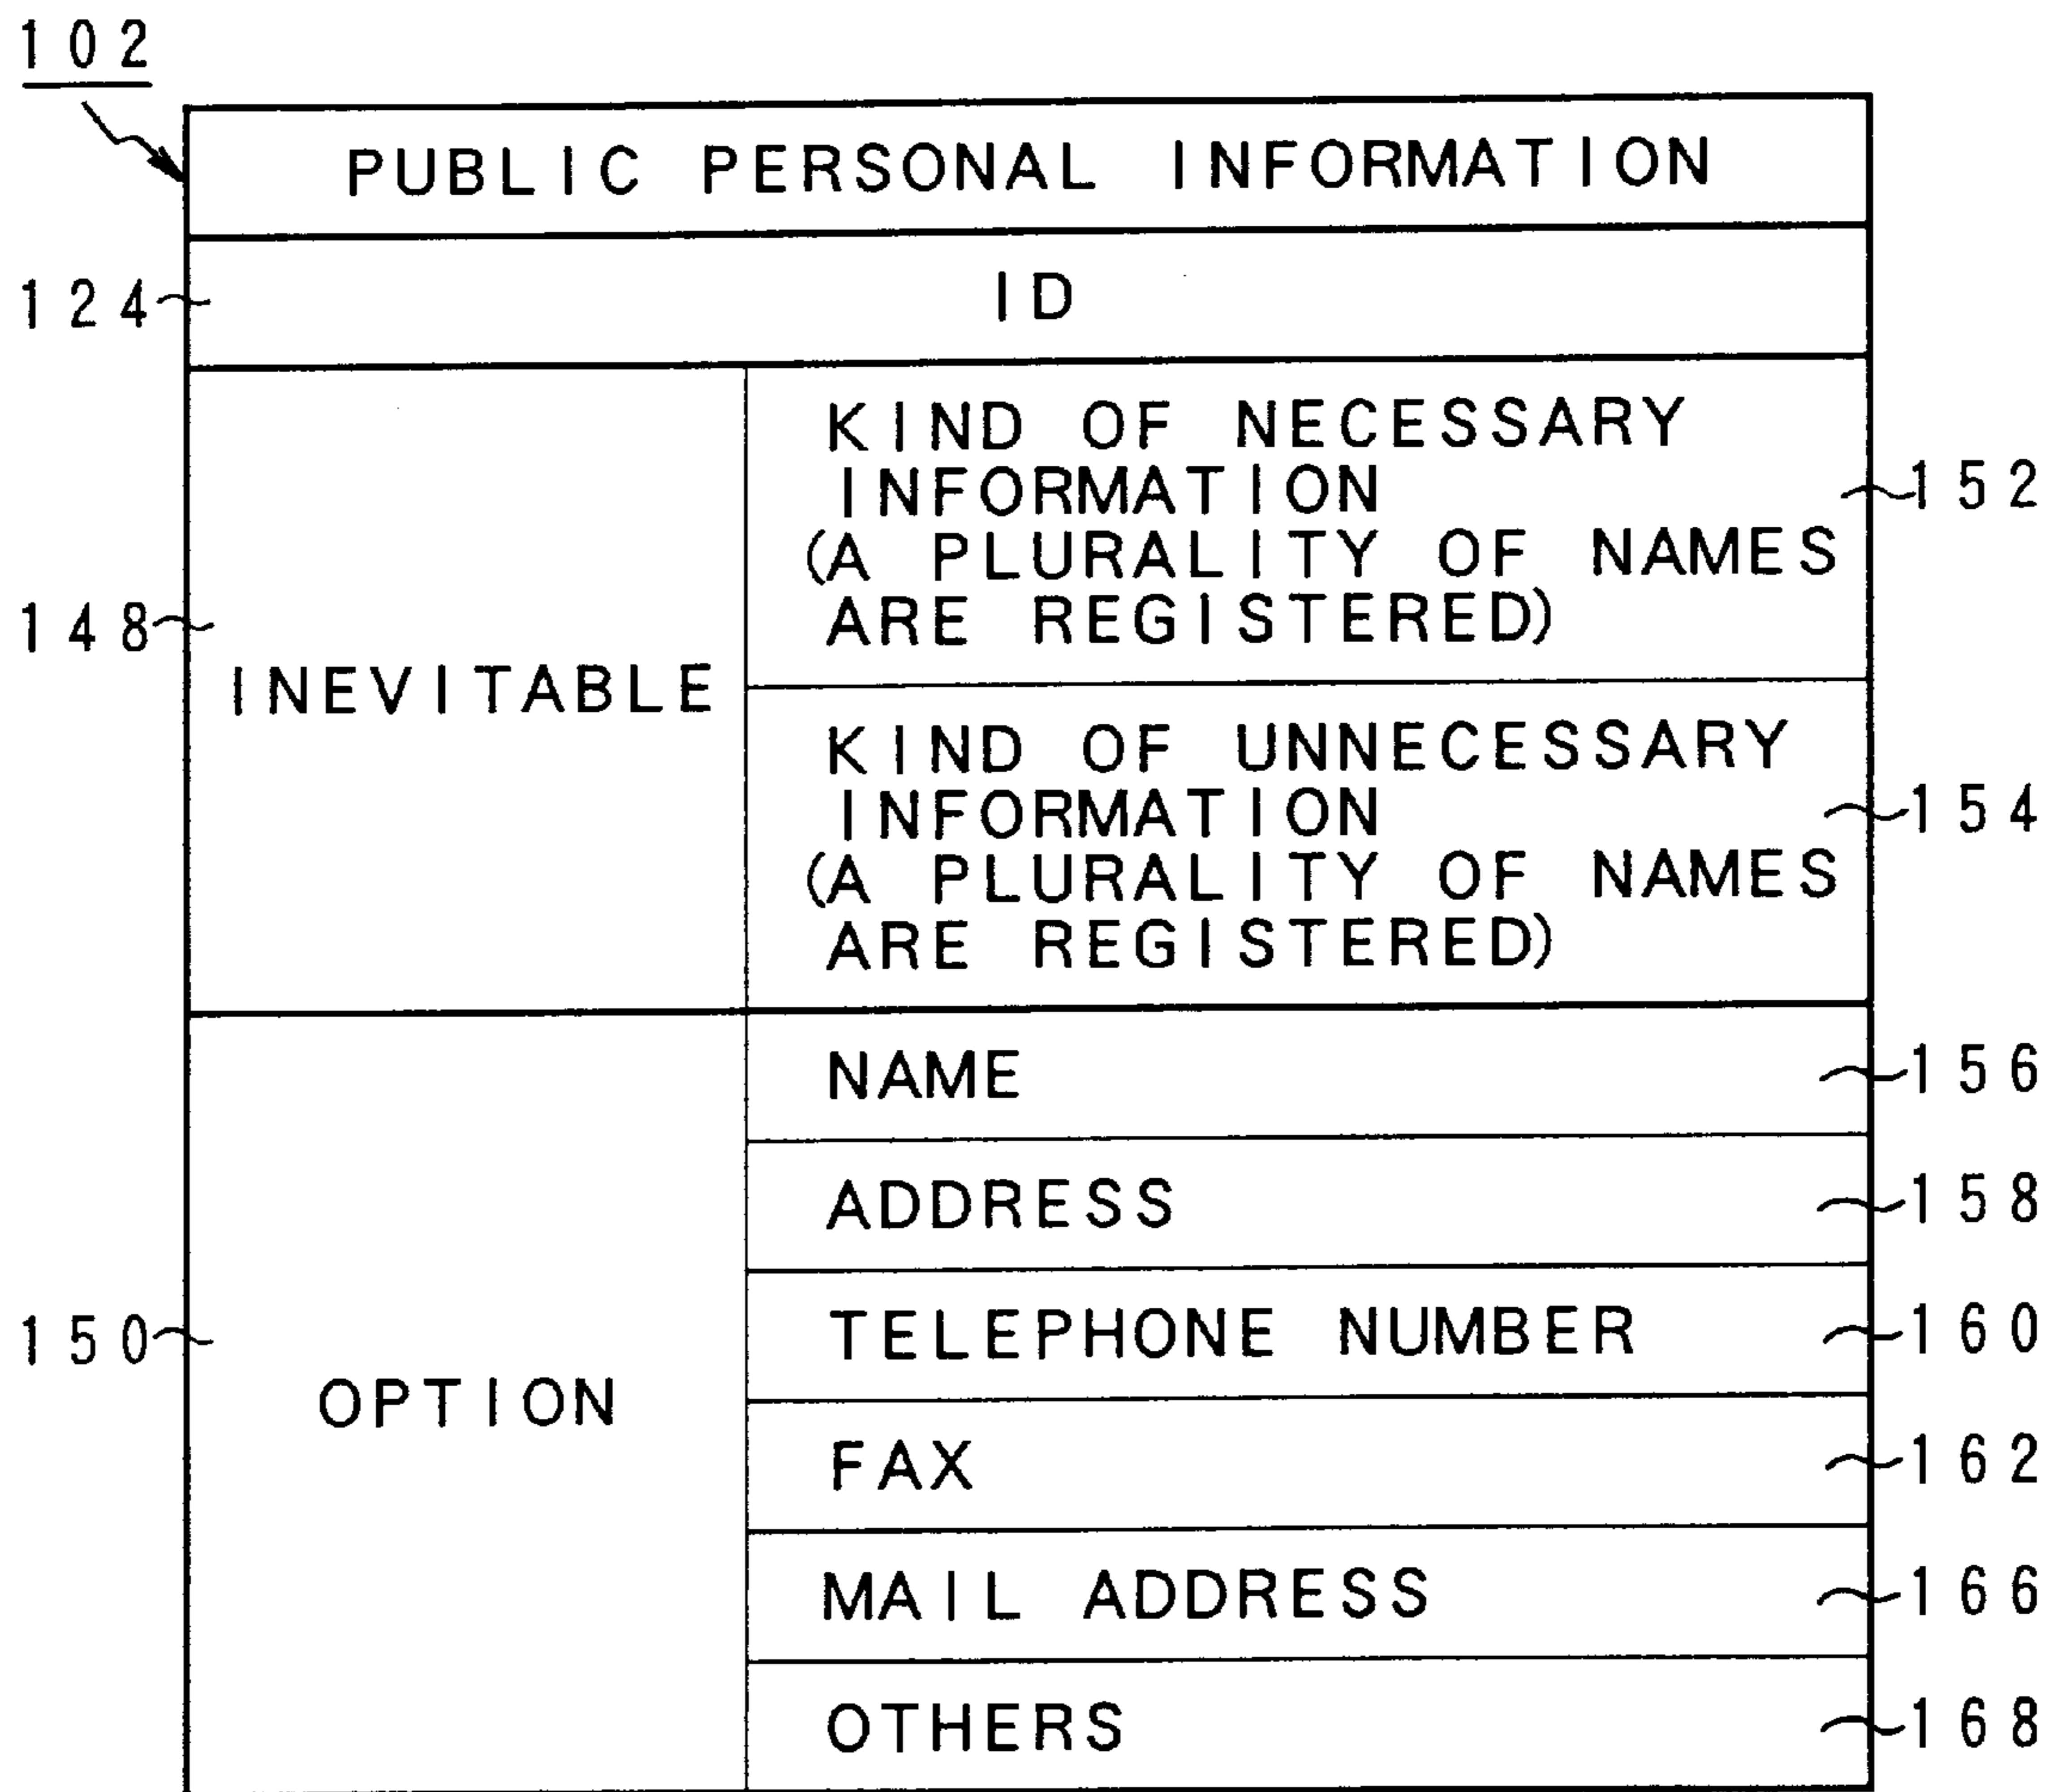 102
PUBLIC PERSONAL INFORMATION
124
ID
KIND OF NECESSARY
INFORMATION
(A PLURALITY OF NAMES
ARE REGISTERED)
152
148
INEVITABLE
KIND OF UNNECESSARY
INFORMATION
(A PLURALITY OF NAMES
ARE REGISTERED)
154
NAME
156
ADDRESS
158
150
OPTION
TELEPHONE NUMBER
160
FAX
162
MAIL ADDRESS
166
OTHERS
168